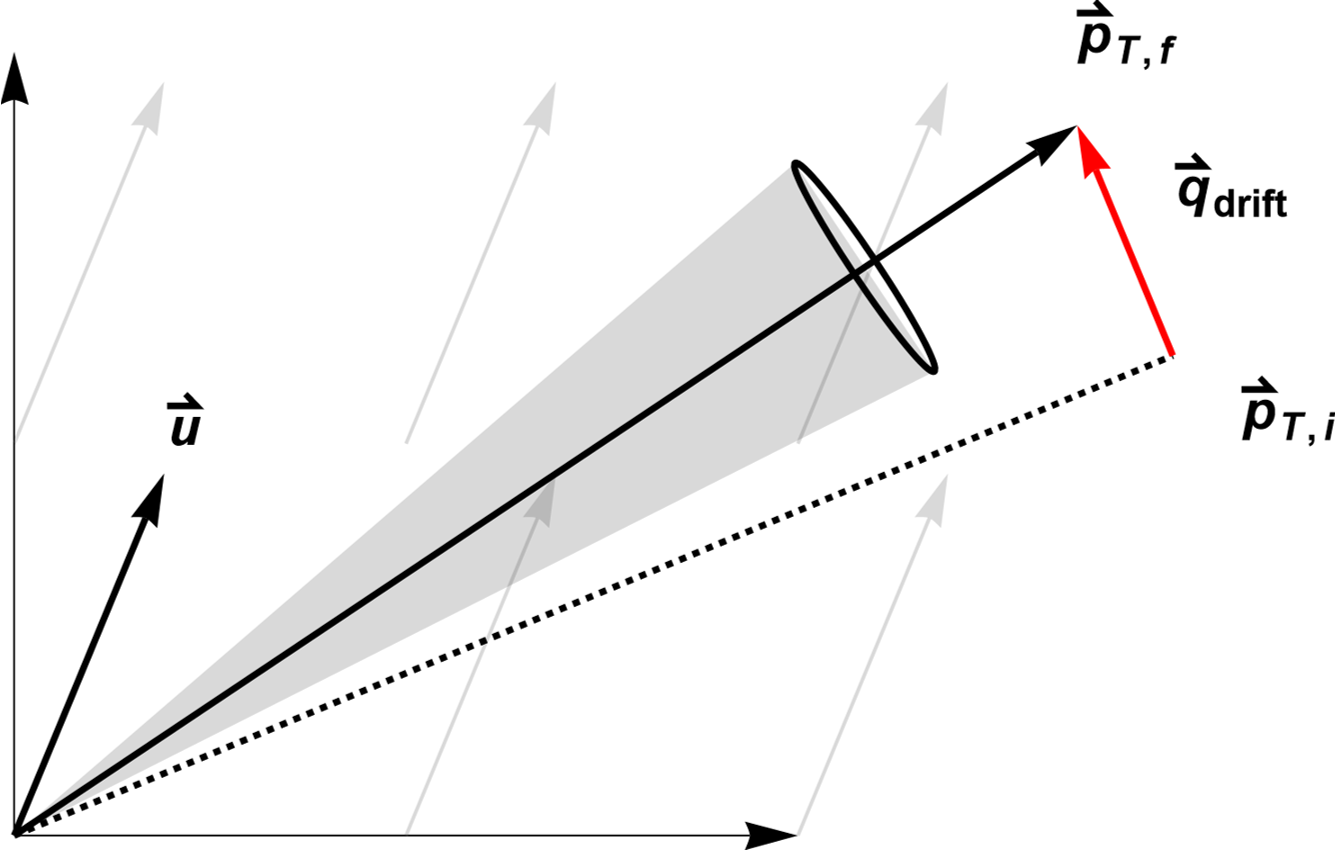 p⃗T,f
q⃗drift
u⃗
p⃗T,i